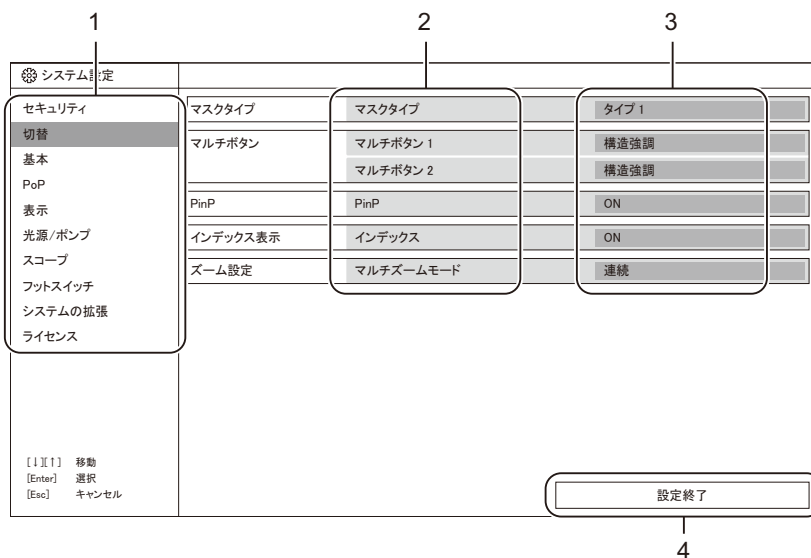 1 2 3
システム設定
セキュリティ
切替
基本
PoP
表示
光源/ポンプ
スコープ
フットスイッチ
システムの拡張
ライセンス
マスクタイプ マスクタイプ タイプ 1
マルチボタン マルチボタン 1 構造強調
マルチボタン 2 構造強調
PinP PinP ON
インデックス表示 インデックス ON
ズーム設定 マルチズームモード 連続
[↓][↑] 移動
[Enter] 選択
[Esc] キャンセル
設定終了
4